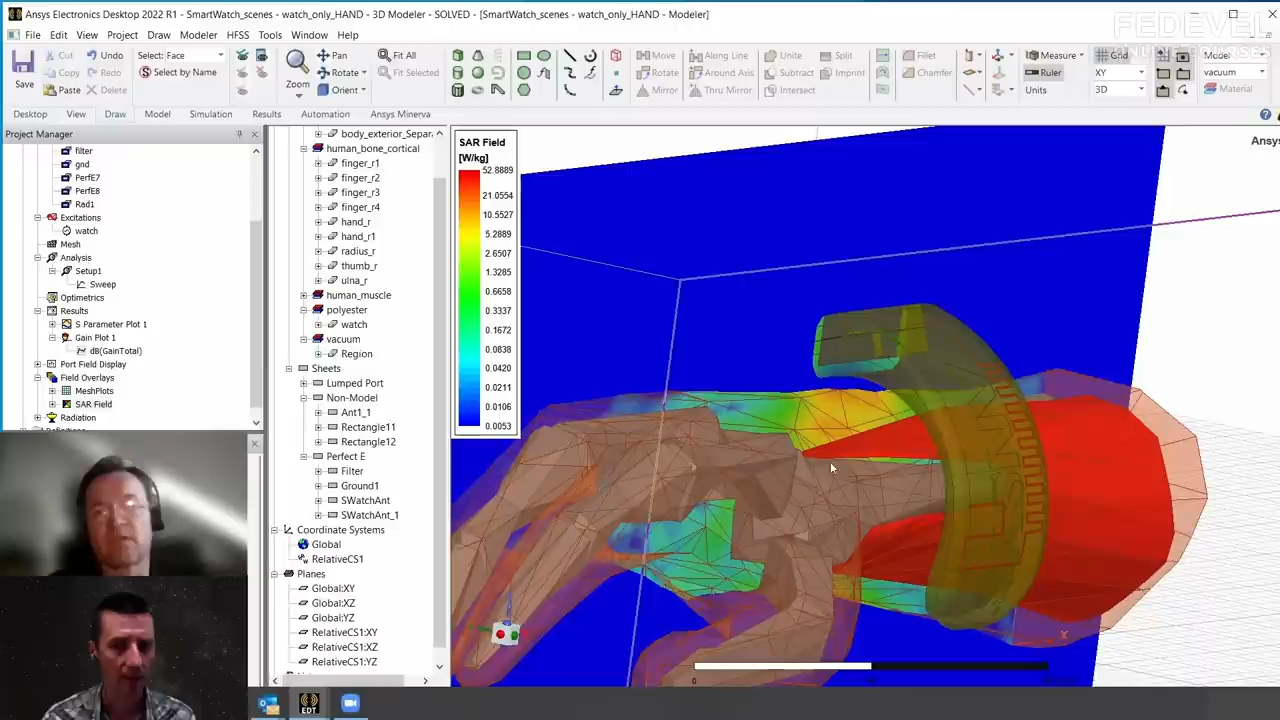 Ansys Electronics Desktop 2022 R1 - SmartWatch_scenes - watch_only_HAND - 3D Modeler - SOLVED - [SmartWatch_scenes - watch_only_HAND - Modeler]
FEDEVEL
File Edit View Project Draw Modeler HFSS Tools Window Help
Save
Cut Undo
Copy Redo
Paste Delete
Select: Face
Select by Name
Zoom
Pan
Rotate
Orient
Fit All
Fit Selected
Move Along Line
Rotate Around Axis
Mirror Thru Mirror
Unite Split
Subtract Imprint
Intersect
Fillet
Chamfer
Measure
Ruler
Units
Grid
XY
3D
Model
vacuum
Material
Desktop View Draw Model Simulation Results Automation Ansys Minerva
Project Manager
filter
gnd
PerfE7
PerfE8
Rad1
Excitations
watch
Mesh
Analysis
Setup1
Sweep
Optimetrics
Results
S Parameter Plot 1
Gain Plot 1
dB(GainTotal)
Port Field Display
Field Overlays
MeshPlots
SAR Field
Radiation
body_exterior_Separ
human_bone_cortical
finger_r1
finger_r2
finger_r3
finger_r4
hand_r
hand_r1
radius_r
thumb_r
ulna_r
human_muscle
polyester
watch
vacuum
Region
Sheets
Lumped Port
Non-Model
Ant1_1
Rectangle11
Rectangle12
Perfect E
Filter
Ground1
SWatchAnt
SWatchAnt_1
Coordinate Systems
Global
RelativeCS1
Planes
Global:XY
Global:XZ
Global:YZ
RelativeCS1:XY
RelativeCS1:XZ
RelativeCS1:YZ
SAR Field
[W/kg]
52.8889
21.0554
10.5527
5.2889
2.6507
1.3285
0.6658
0.3337
0.1672
0.0838
0.0420
0.0211
0.0106
0.0053
Ansy
X
0
EDT